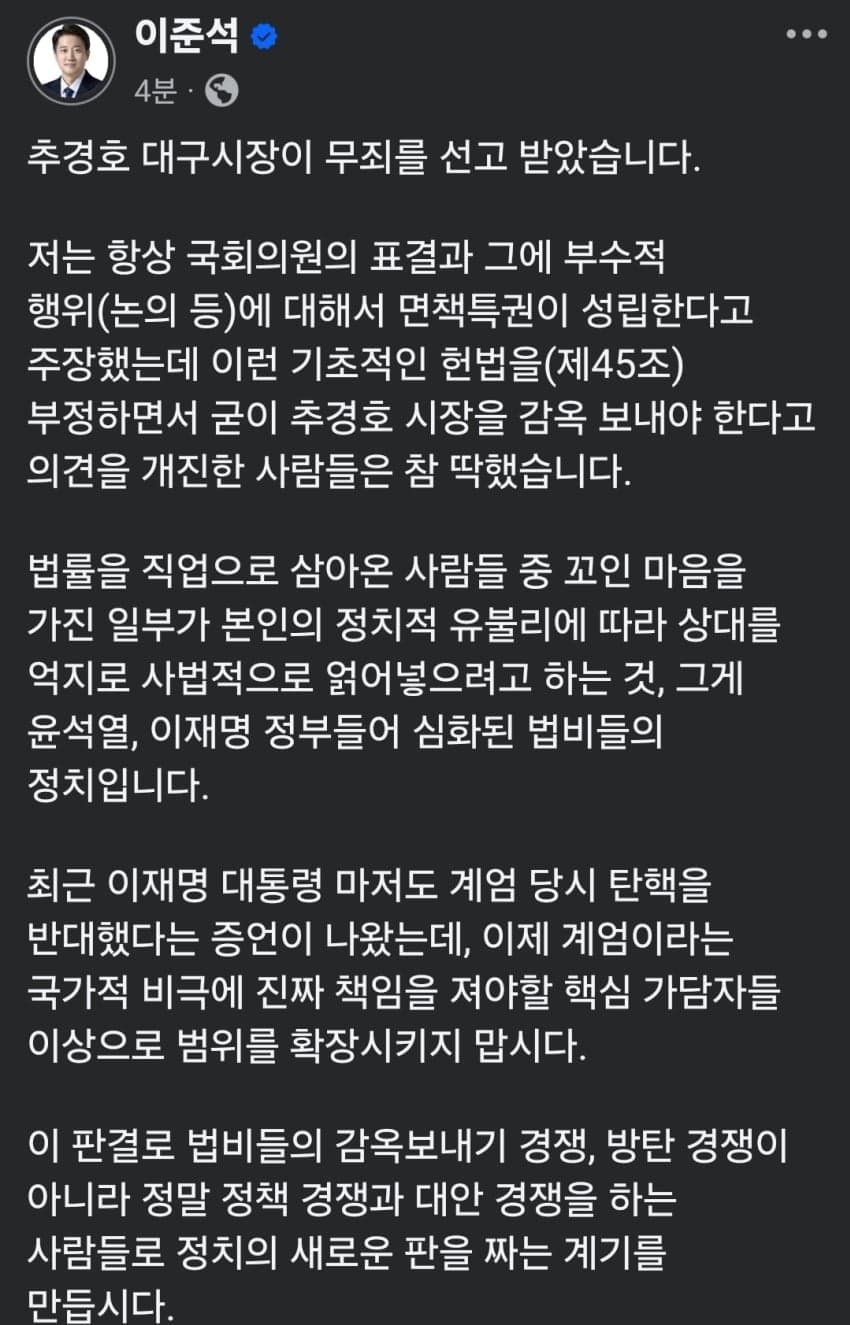 이준석
4분 ·
추경호 대구시장이 무죄를 선고 받았습니다.
저는 항상 국회의원의 표결과 그에 부수적
행위(논의 등)에 대해서 면책특권이 성립한다고
주장했는데 이런 기초적인 헌법을(제45조)
부정하면서 굳이 추경호 시장을 감옥 보내야 한다고
의견을 개진한 사람들은 참 딱했습니다.
법률을 직업으로 삼아온 사람들 중 꼬인 마음을
가진 일부가 본인의 정치적 유불리에 따라 상대를
억지로 사법적으로 얽어넣으려고 하는 것, 그게
윤석열, 이재명 정부들어 심화된 법비들의
정치입니다.
최근 이재명 대통령 마저도 계엄 당시 탄핵을
반대했다는 증언이 나왔는데, 이제 계엄이라는
국가적 비극에 진짜 책임을 져야할 핵심 가담자들
이상으로 범위를 확장시키지 맙시다.
이 판결로 법비들의 감옥보내기 경쟁, 방탄 경쟁이
아니라 정말 정책 경쟁과 대안 경쟁을 하는
사람들로 정치의 새로운 판을 짜는 계기를
만듭시다.